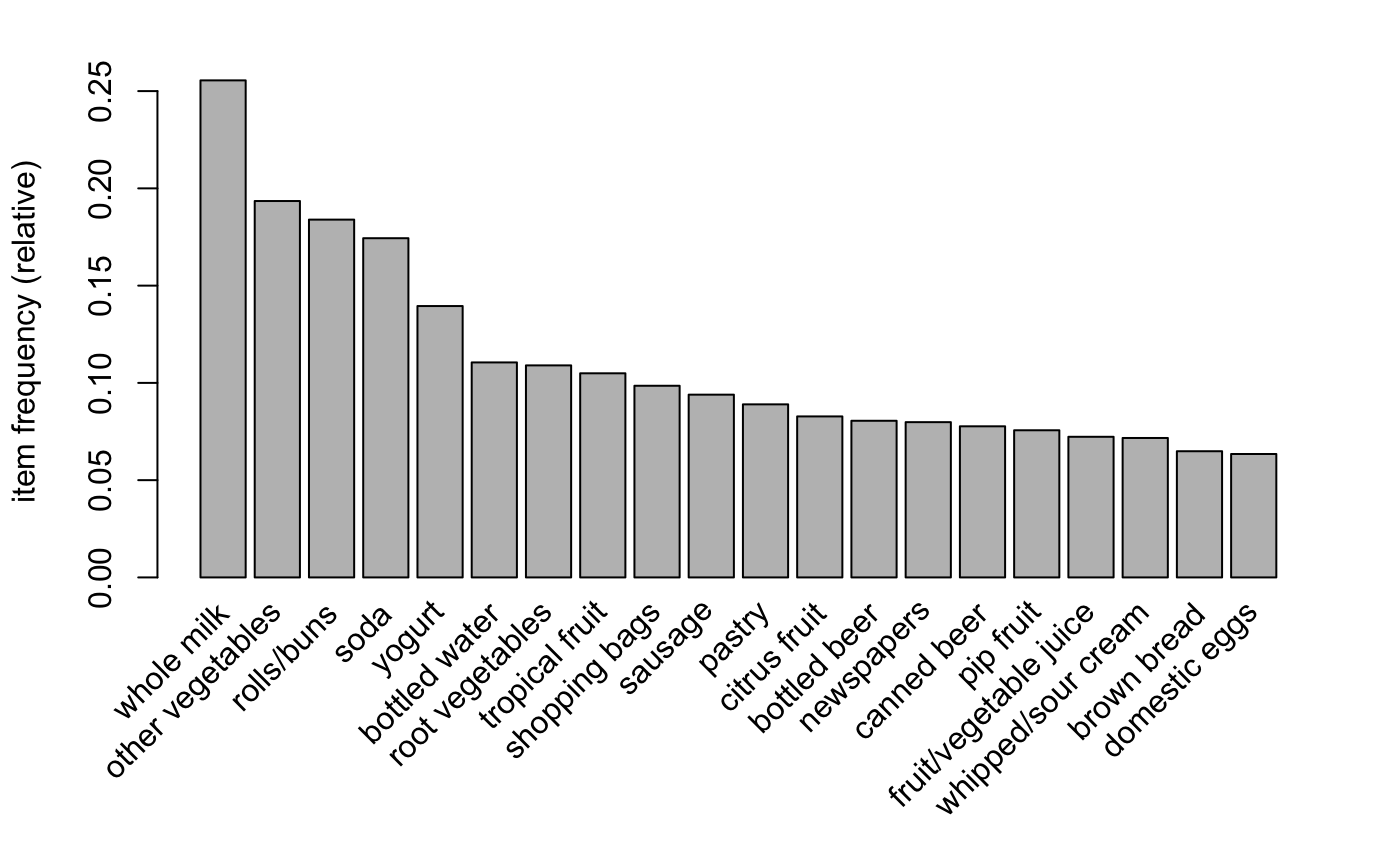 item frequency (relative)
0.25
0.20
0.15
0.10
0.05
0.00
whole milk
other vegetables
rolls/buns
soda
yogurt
bottled water
root vegetables
tropical fruit
shopping bags
sausage
pastry
citrus fruit
bottled beer
newspapers
canned beer
pip fruit
fruit/vegetable juice
whipped/sour cream
brown bread
domestic eggs